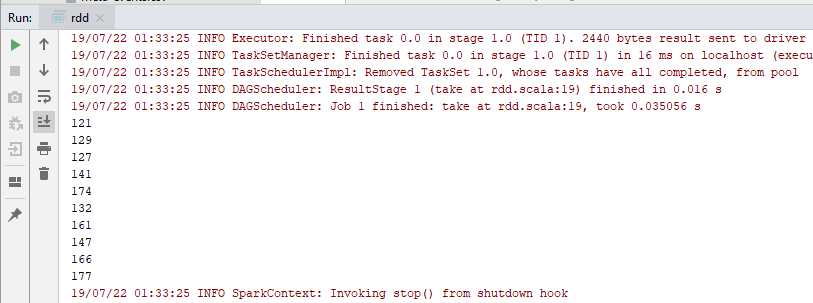 Run: rdd
19/07/22 01:33:25 INFO Executor: Finished task 0.0 in stage 1.0 (TID 1). 2440 bytes result sent to driver
19/07/22 01:33:25 INFO TaskSetManager: Finished task 0.0 in stage 1.0 (TID 1) in 16 ms on localhost (execu
19/07/22 01:33:25 INFO TaskSchedulerImpl: Removed TaskSet 1.0, whose tasks have all completed, from pool
19/07/22 01:33:25 INFO DAGScheduler: ResultStage 1 (take at rdd.scala:19) finished in 0.016 s
19/07/22 01:33:25 INFO DAGScheduler: Job 1 finished: take at rdd.scala:19, took 0.035056 s
121
129
127
141
174
132
161
147
166
177
19/07/22 01:33:25 INFO SparkContext: Invoking stop() from shutdown hook